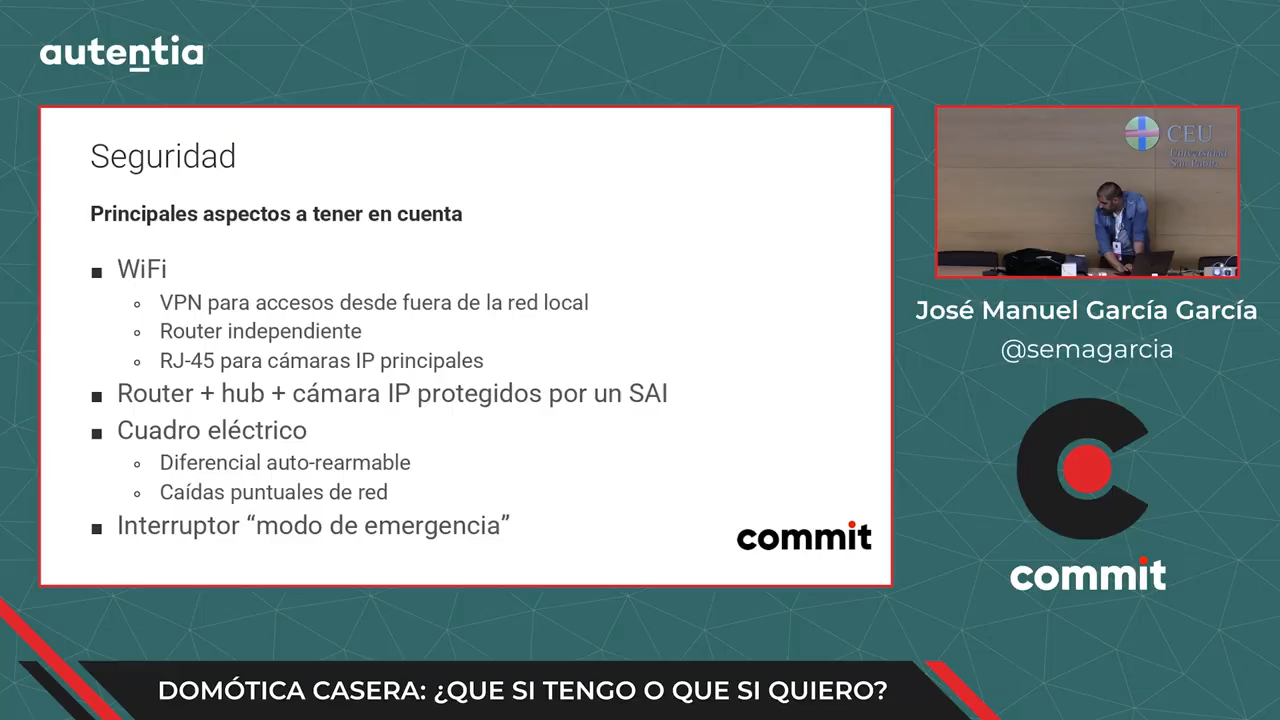 autentia
Seguridad
Principales aspectos a tener en cuenta
WiFi
VPN para accesos desde fuera de la red local
Router independiente
RJ-45 para cámaras IP principales
Router + hub + cámara IP protegidos por un SAI
Cuadro eléctrico
Diferencial auto-rearmable
Caídas puntuales de red
Interruptor “modo de emergencia”
commit
CEU
Universidad
San Pablo
José Manuel García García
@semagarcia
commit
DOMÓTICA CASERA: ¿QUE SI TENGO O QUE SI QUIERO?